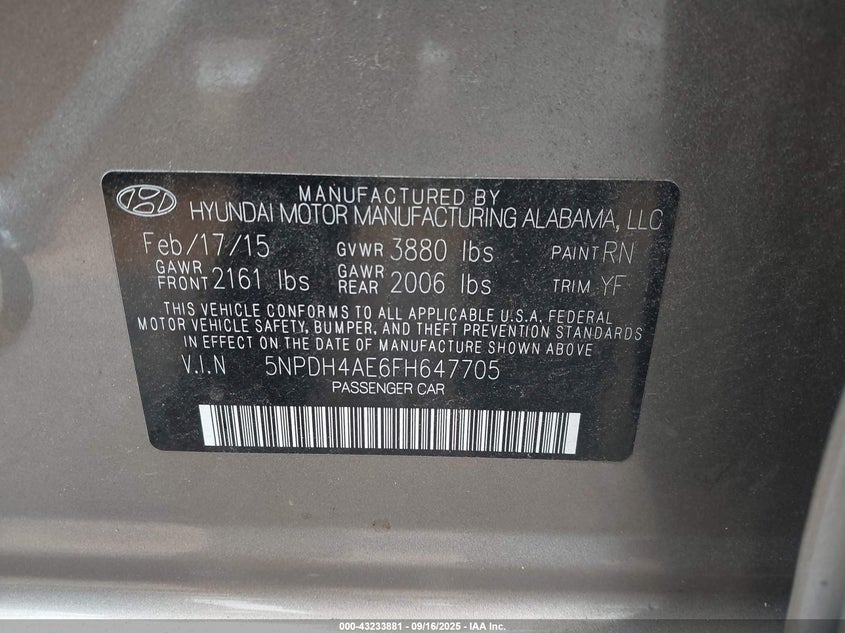 MANUFACTURED BY
HYUNDAI MOTOR MANUFACTURING ALABAMA, LLC
Feb/17/15 GVWR 3880 lbs PAINT RN
GAWR FRONT 2161 lbs GAWR REAR 2006 lbs TRIM YF
THIS VEHICLE CONFORMS TO ALL APPLICABLE U.S.A. FEDERAL
MOTOR VEHICLE SAFETY, BUMPER, AND THEFT PREVENTION STANDARDS
IN EFFECT ON THE DATE OF MANUFACTURE SHOWN ABOVE
V.I.N 5NPDH4AE6FH647705
PASSENGER CAR
000-43233881 - 09/16/2025 - IAA Inc.